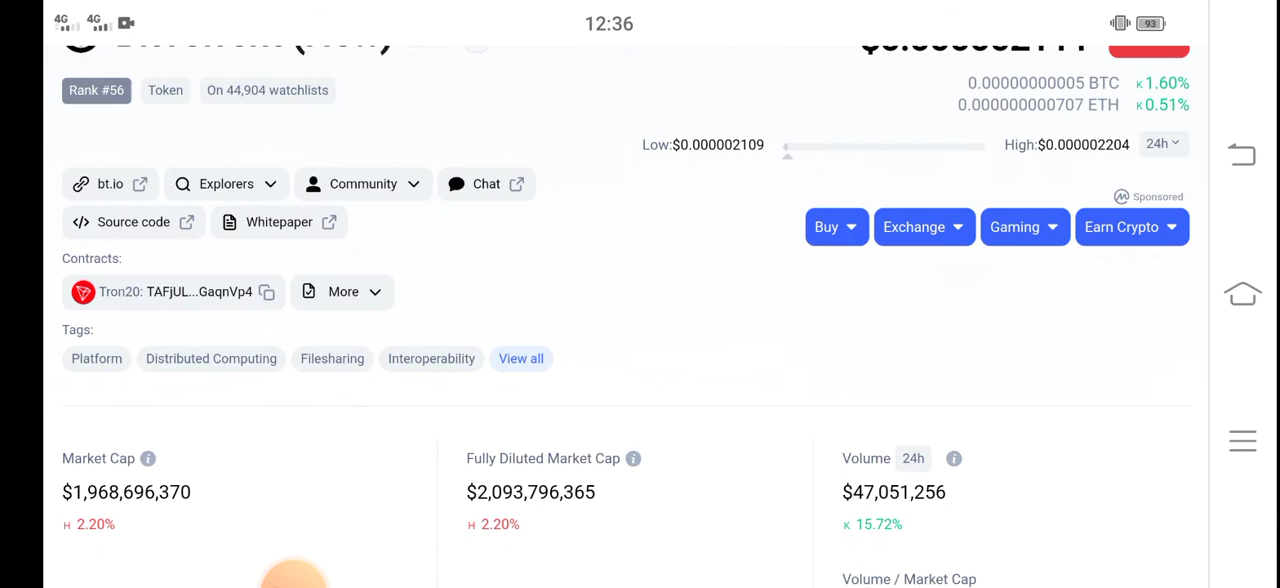 4G 4G 12:36 93
Rank #56 Token On 44,904 watchlists
0.00000000005 BTC K 1.60%
0.000000000707 ETH K 0.51%
Low:$0.000002109 High:$0.000002204 24h
bt.io Explorers Community Chat
Source code Whitepaper
Sponsored
Buy Exchange Gaming Earn Crypto
Contracts:
Tron20: TAFjUL...GaqnVp4 More
Tags:
Platform Distributed Computing Filesharing Interoperability View all
Market Cap Fully Diluted Market Cap Volume 24h
$1,968,696,370 $2,093,796,365 $47,051,256
H 2.20% H 2.20% K 15.72%
Volume / Market Cap